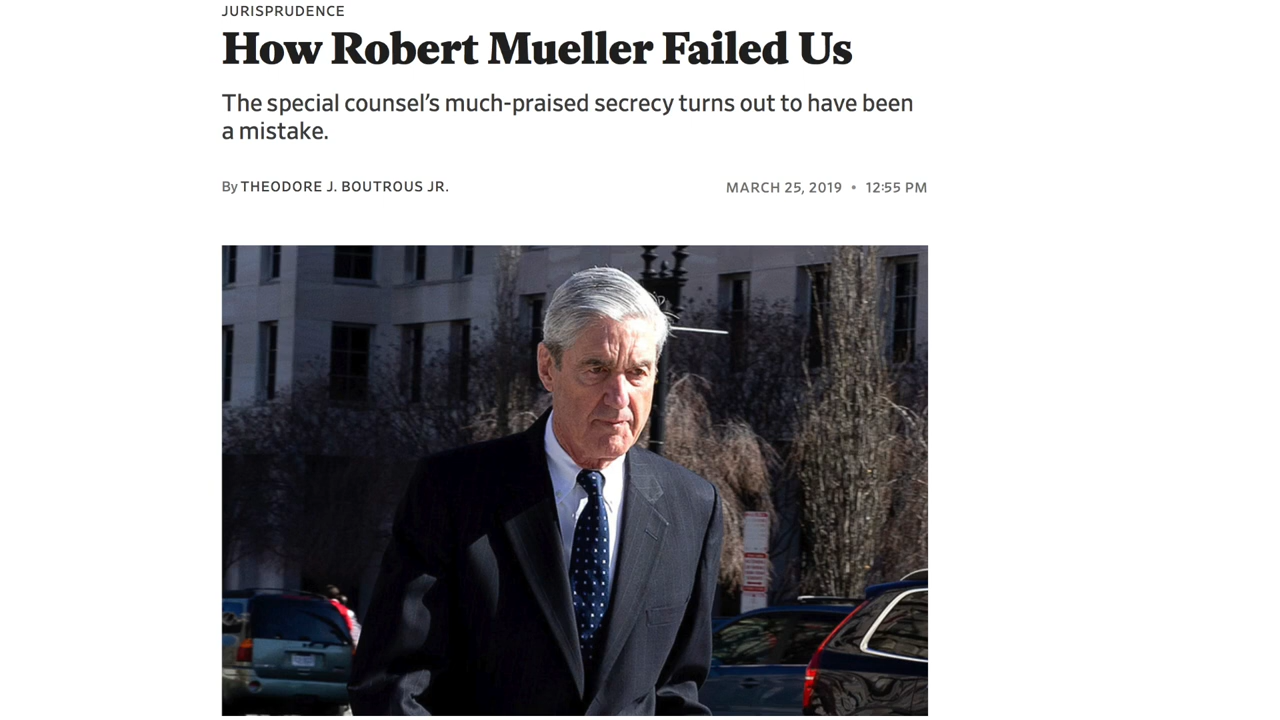 JURISPRUDENCE
How Robert Mueller Failed Us
The special counsel’s much-praised secrecy turns out to have been
a mistake.
By THEODORE J. BOUTROUS JR.
MARCH 25, 2019 • 12:55 PM